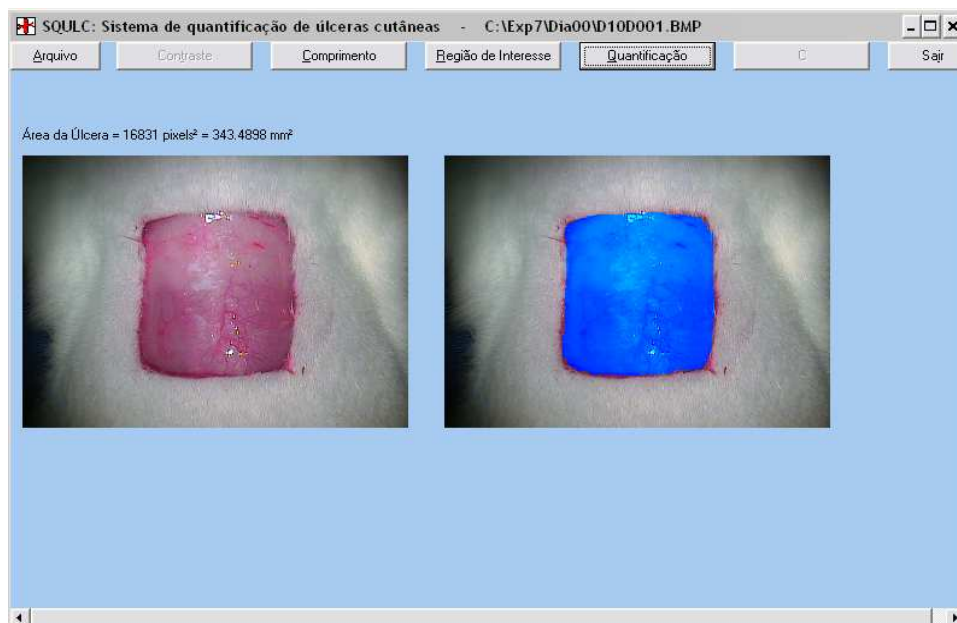 SQULC: Sistema de quantificação de úlceras cutâneas - C:\Exp7\Dia00\D10D001.BMP
Arquivo Contraste Comprimento Região de Interesse Quantificação C Sair
Área da Úlcera = 16831 pixels² = 343.4898 mm²